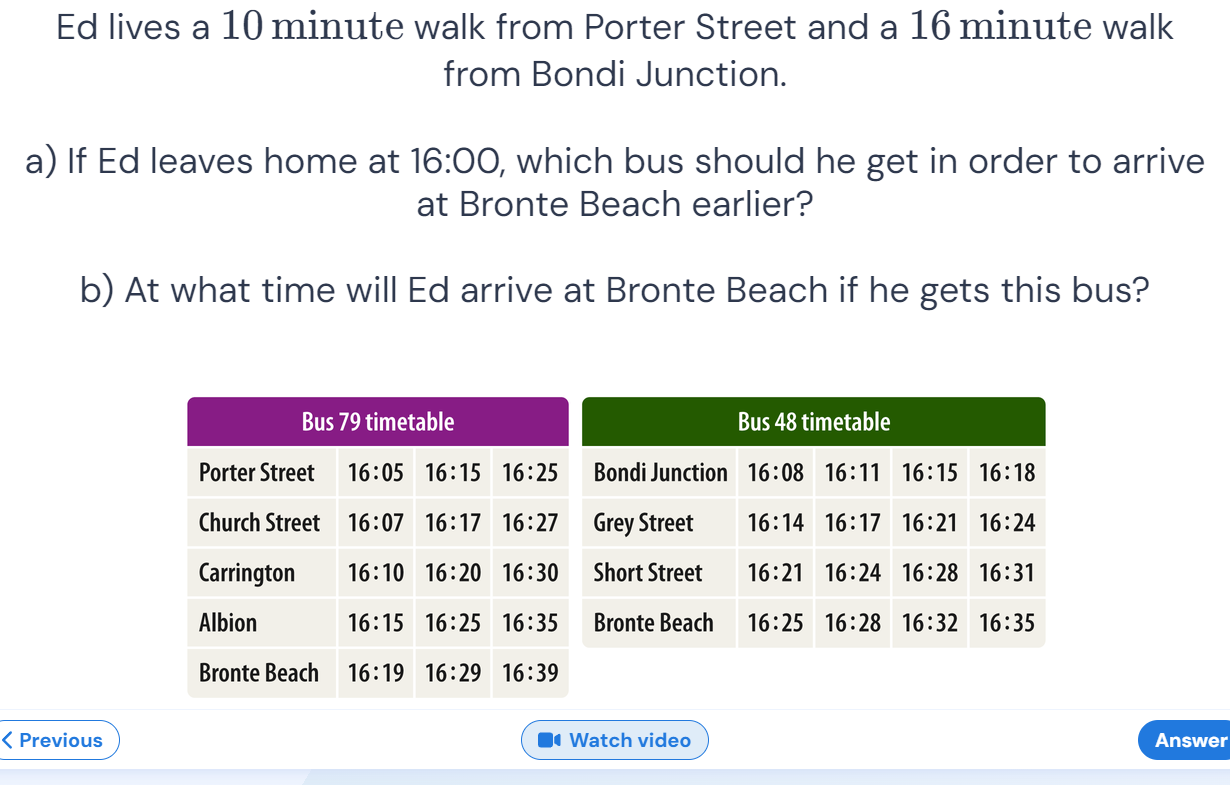 Ed lives a 10 minute walk from Porter Street and a 16 minute walk
from Bondi Junction.
a) If Ed leaves home at 16:00, which bus should he get in order to arrive
at Bronte Beach earlier?
b) At what time will Ed arrive at Bronte Beach if he gets this bus?
Bus 79 timetable
Porter Street 16:05 16:15 16:25
Church Street 16:07 16:17 16:27
Carrington 16:10 16:20 16:30
Albion 16:15 16:25 16:35
Bronte Beach 16:19 16:29 16:39
Bus 48 timetable
Bondi Junction 16:08 16:11 16:15 16:18
Grey Street 16:14 16:17 16:21 16:24
Short Street 16:21 16:24 16:28 16:31
Bronte Beach 16:25 16:28 16:32 16:35
Previous
Watch video
Answer